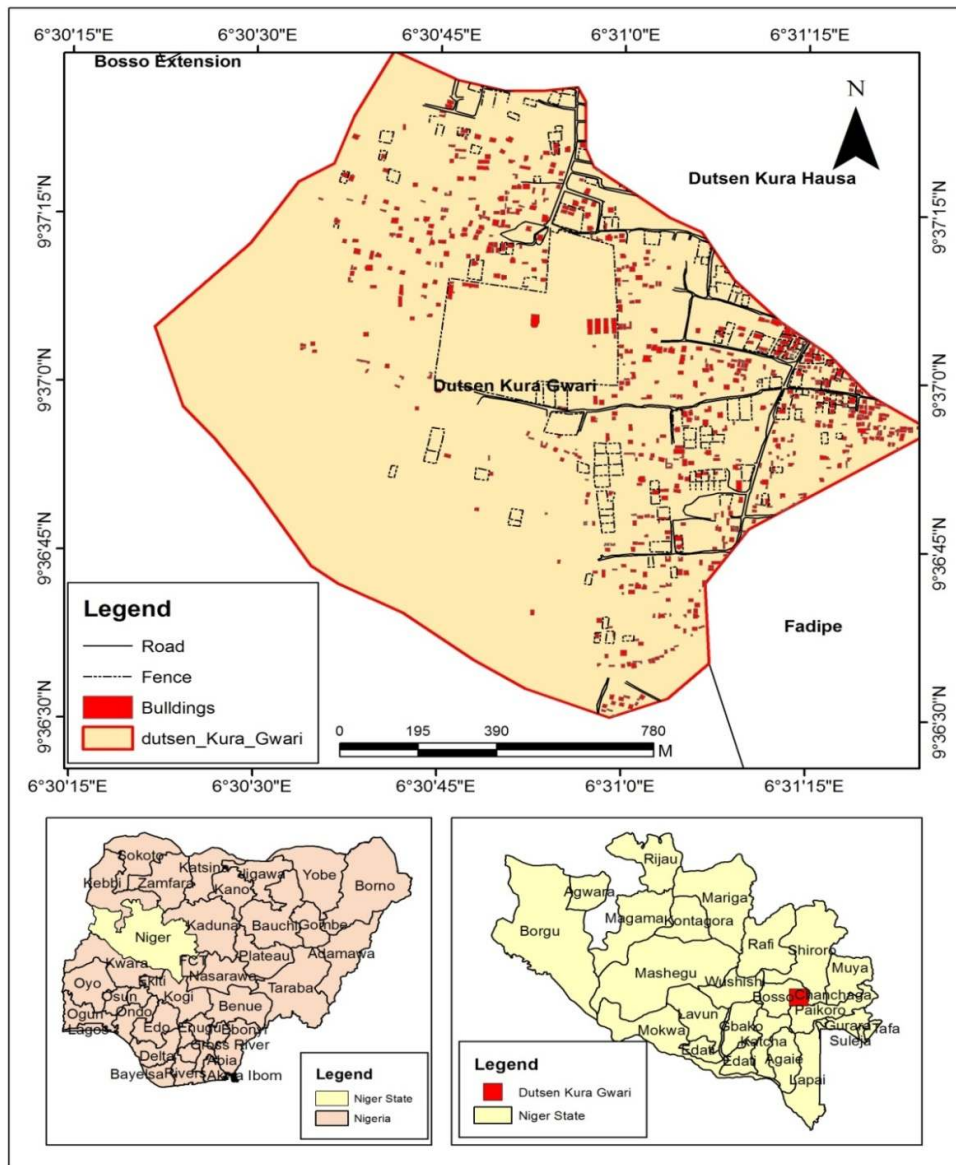 6°30'15"E 6°30'30"E 6°30'45"E 6°31'0"E 6°31'15"E
Bosso Extension
N
Dutsen Kura Hausa
9°37'15"N
9°37'15"N
9°37'0"N
9°37'0"N
Dutsen Kura Gwari
9°36'45"N
9°36'45"N
Fadipe
9°36'30"N
9°36'30"N
Legend
Road
Fence
Bulldings
dutsen_Kura_Gwari
0 195 390 780
M
6°30'15"E 6°30'30"E 6°30'45"E 6°31'0"E 6°31'15"E
Sokoto
Katsina
Jigawa
Yobe
Borno
Kebbi
Zamfara
Kano
Niger
Kaduna
Bauchi
Gombe
Adamawa
Plateau
Kwara
FCT
Nasarawa
Taraba
Oyo
Ekiti
Kogi
Benue
Osun
Ogun
Ondo
Lagos
Edo
Enugu
Ebonyi
Cross River
Delta
Abia
Bayelsa
Rivers
Akwa Ibom
Legend
Niger State
Nigeria
Rijau
Agwara
Mariga
Magama
Kontagora
Borgu
Rafi
Shiroro
Mashegu
Muya
Wushishi
Bosso
Chanchaga
Lavun
Paikoro
Mokwa
Gbako
Gurara
Tafa
Katcha
Suleja
Edati
Edati
Agaie
Lapai
Legend
Dutsen Kura Gwari
Niger State